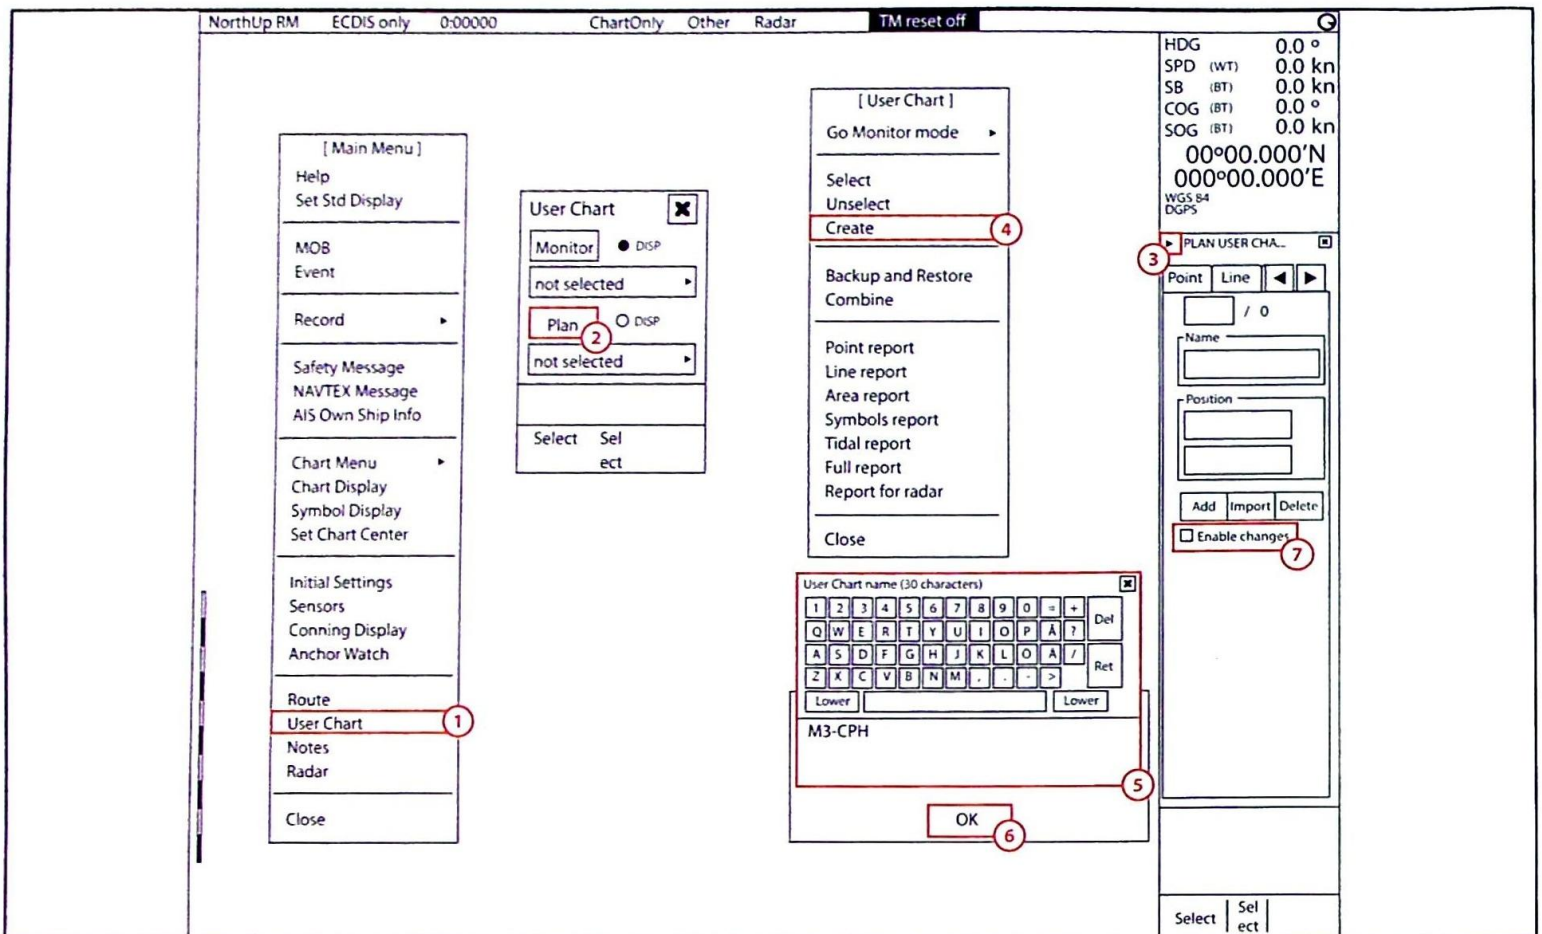 NorthUp RM ECDIS only 0:00000 ChartOnly Other Radar TM reset off
[ Main Menu ]
Help
Set Std Display
MOB
Event
Record
Safety Message
NAVTEX Message
AIS Own Ship Info
Chart Menu
Chart Display
Symbol Display
Set Chart Center
Initial Settings
Sensors
Conning Display
Anchor Watch
Route
User Chart 1
Notes
Radar
Close
User Chart
Monitor DISP
not selected
Plan 2 DISP
not selected
Select Sel
ect
[ User Chart ]
Go Monitor mode
Select
Unselect
Create 4
Backup and Restore
Combine
Point report
Line report
Area report
Symbols report
Tidal report
Full report
Report for radar
Close
User Chart name (30 characters)
1 2 3 4 5 6 7 8 9 0 = + Del
Q W E R T Y U I O P Å ?
A S D F G H J K L O A / Ret
Z X C V B N M , . - >
Lower Lower
M3-CPH
5
OK 6
HDG 0.0 °
SPD (WT) 0.0 kn
SB (BT) 0.0 kn
COG (BT) 0.0 °
SOG (BT) 0.0 kn
00°00.000'N
000°00.000'E
WGS 84
DGPS
PLAN USER CHA...
3
Point Line
/ 0
Name
Position
Add Import Delete
Enable changes 7
Select Sel
ect